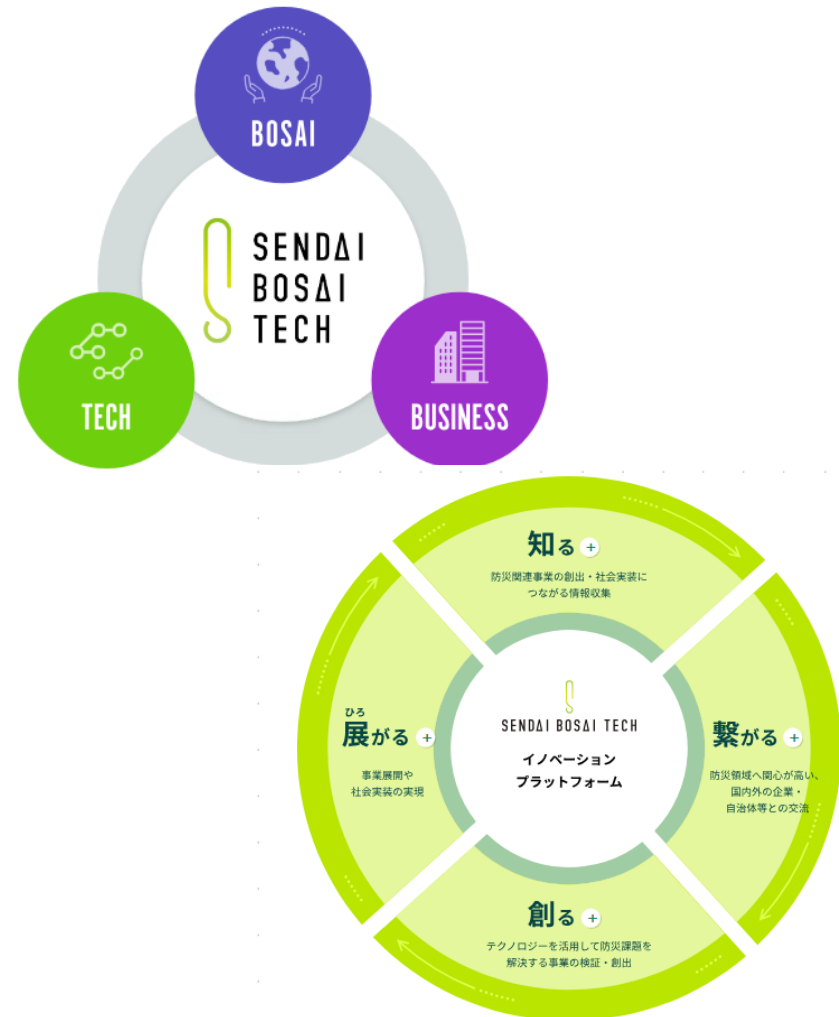 BOSAI
SENDAI
BOSAI
TECH
TECH
BUSINESS
知る +
防災関連事業の創出・社会実装に
つながる情報収集
SENDAI BOSAI TECH
イノベーション
プラットフォーム
ひろ
展がる +
事業展開や
社会実装の実現
繋がる +
防災領域へ関心が高い、
国内外の企業・
自治体等との交流
創る +
テクノロジーを活用して防災課題を
解決する事業の検証・創出